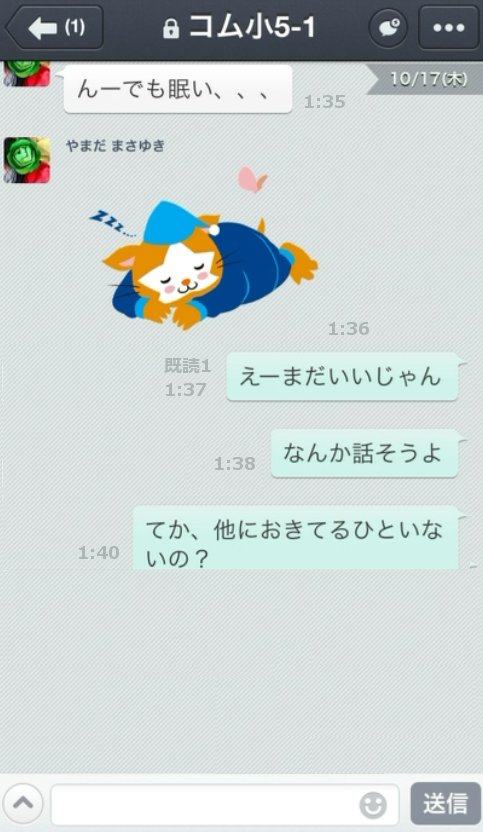 (1)
コム小5-1
10/17(木)
んーでも眠い、、、
1:35
やまだ まさゆき
zzz...
1:36
既読1
1:37
えーまだいいじゃん
1:38
なんか話そうよ
1:40
てか、他におきてるひといな
いの?
送信